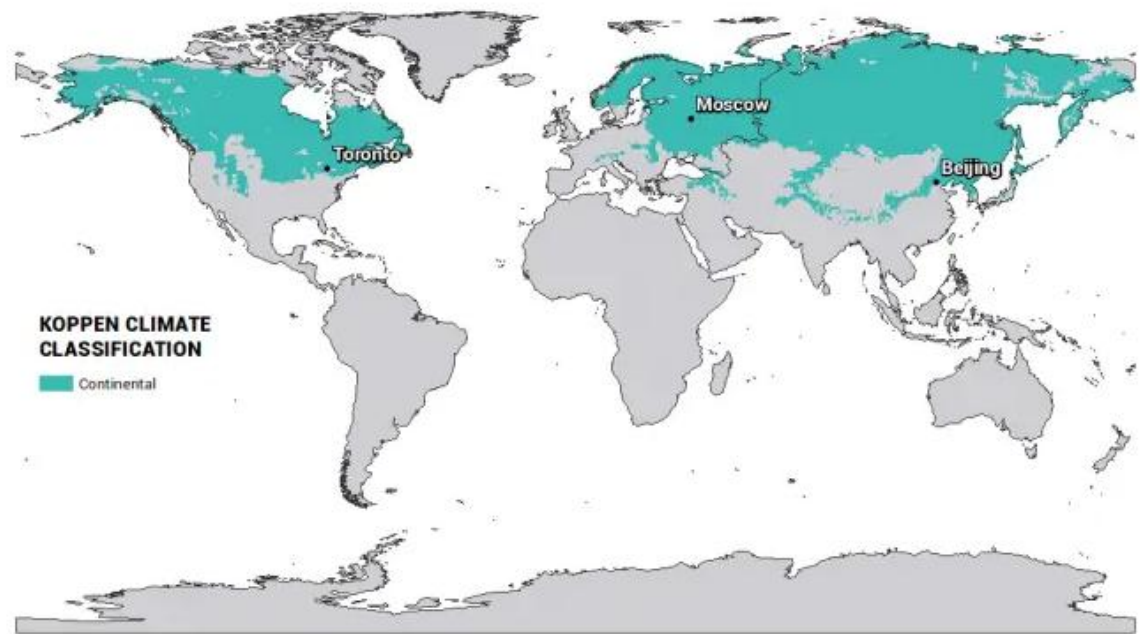 Moscow
Toronto
Beijing
KOPPEN CLIMATE
CLASSIFICATION
Continental